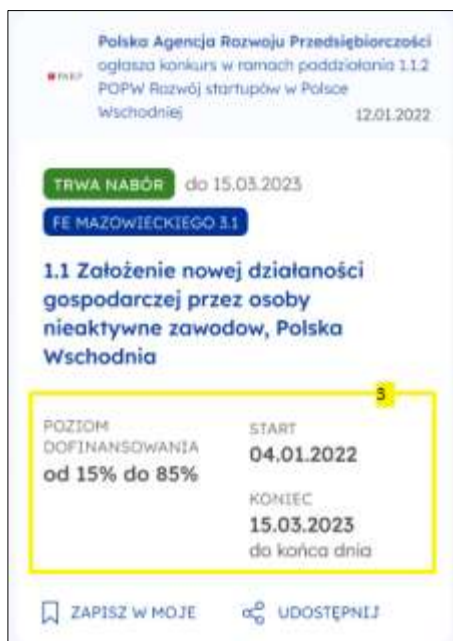 Polska Agencja Rozwoju Przedsiębiorczości
ogłasza konkurs w ramach poddziałania 1.1.2
POPW Rozwój startupów w Polsce
Wschodniej
12.01.2022
PARP
TRWA NABÓR do 15.03.2023
FE MAZOWIECKIEGO 3.1
1.1 Założenie nowej działaności
gospodarczej przez osoby
nieaktywne zawodow, Polska
Wschodnia
3
POZIOM
DOFINANSOWANIA
od 15% do 85%
START
04.01.2022
KONIEC
15.03.2023
do końca dnia
ZAPISZ W MOJE
UDOSTĘPNIJ